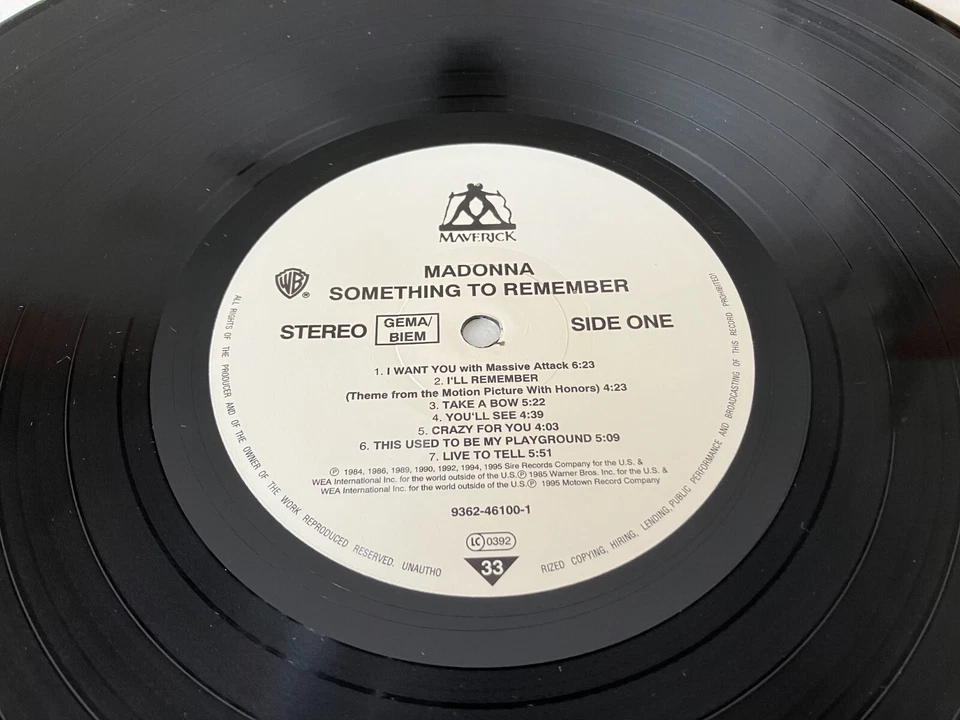 MAVERICK
WB
®
MADONNA
SOMETHING TO REMEMBER
STEREO GEMA/ BIEM SIDE ONE
1. I WANT YOU with Massive Attack 6:23
2. I'LL REMEMBER
(Theme from the Motion Picture With Honors) 4:23
3. TAKE A BOW 5:22
4. YOU'LL SEE 4:39
5. CRAZY FOR YOU 4:03
6. THIS USED TO BE MY PLAYGROUND 5:09
7. LIVE TO TELL 5:51
℗ 1984, 1986, 1989, 1990, 1992, 1994, 1995 Sire Records Company for the U.S. &
WEA International Inc. for the world outside of the U.S.℗ 1985 Warner Bros. Inc. for the U.S. &
WEA International Inc. for the world outside of the U.S.℗ 1995 Motown Record Company
9362-46100-1
LC 0392
33
ALL RIGHTS OF THE PRODUCER AND OF THE OWNER OF THE WORK REPRODUCED RESERVED. UNAUTHO
RIZED COPYING, HIRING, LENDING, PUBLIC PERFORMANCE AND BROADCASTING OF THIS RECORD PROHIBITED!